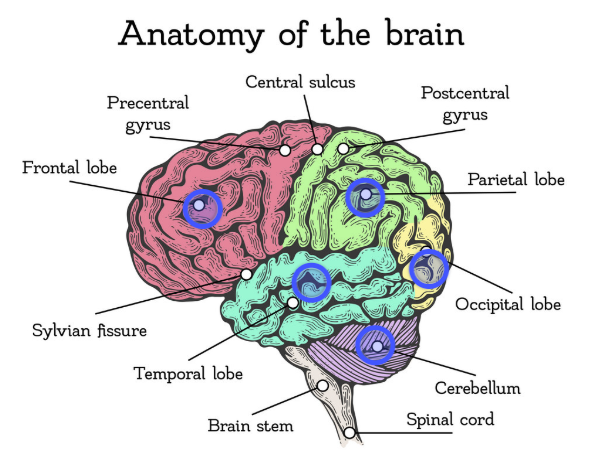 Anatomy of the brain
Central sulcus
Precentral
gyrus
Postcentral
gyrus
Frontal lobe
Parietal lobe
Occipital lobe
Sylvian fissure
Temporal lobe
Cerebellum
Brain stem
Spinal cord